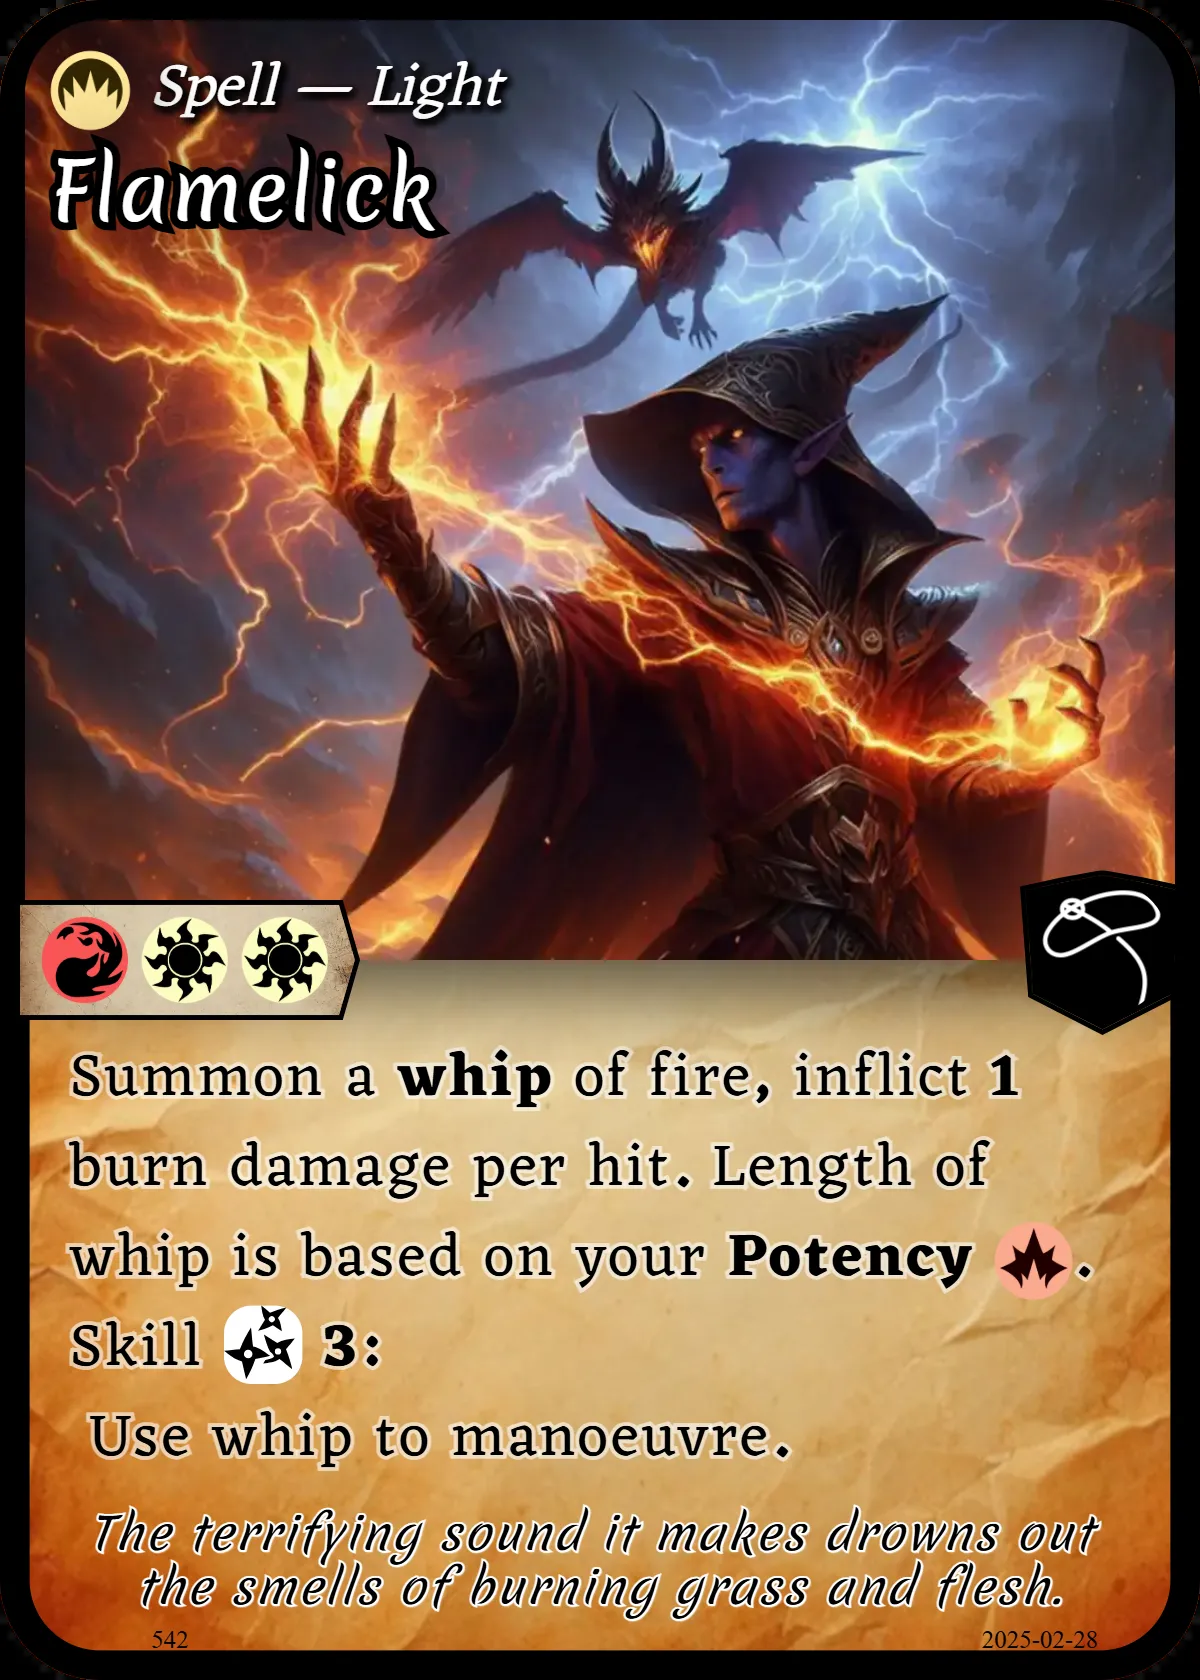 Spell — Light
Flamelick
Summon a whip of fire, inflict 1
burn damage per hit. Length of
whip is based on your Potency .
Skill 3:
Use whip to manoeuvre.
The terrifying sound it makes drowns out
the smells of burning grass and flesh.
542 2025-02-28